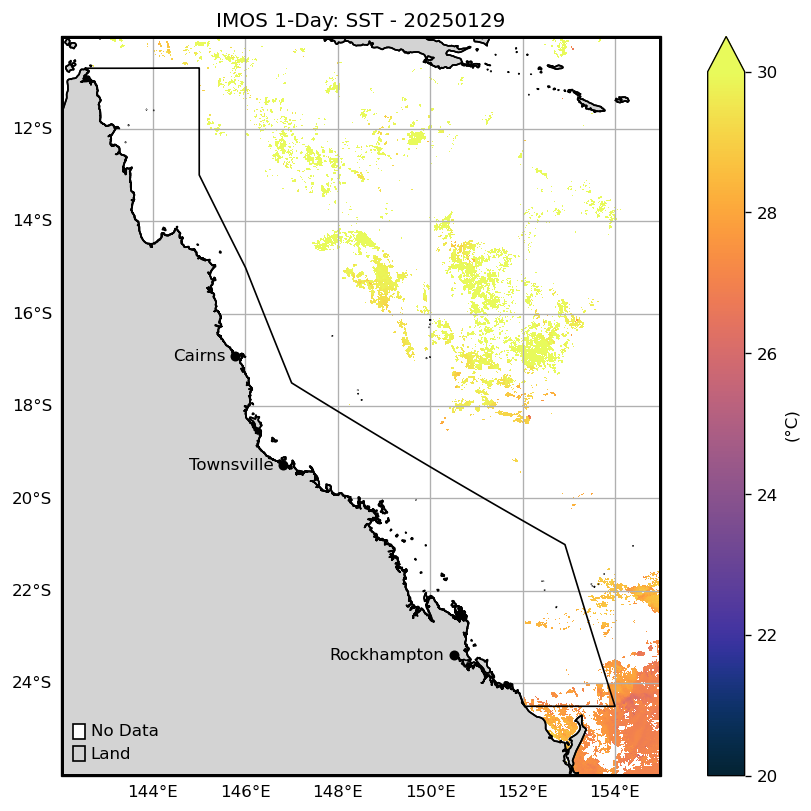 IMOS 1-Day: SST - 20250129
12°S
14°S
16°S
18°S
20°S
22°S
24°S
Cairns
Townsville
Rockhampton
No Data
Land
144°E 146°E 148°E 150°E 152°E 154°E
30
28
26
24
22
20
(°C)